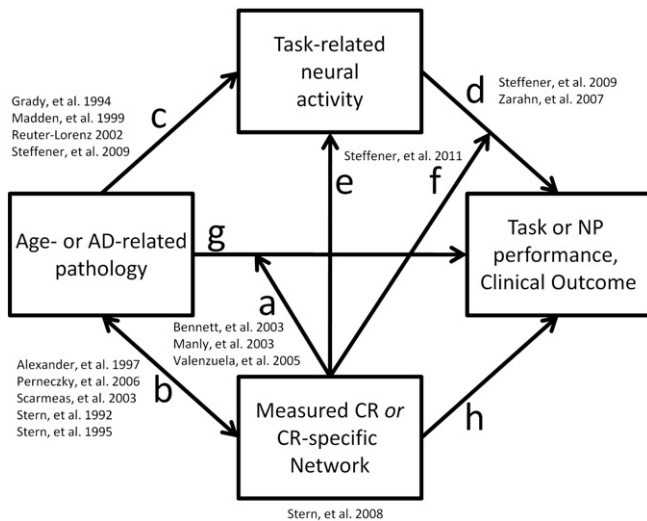 Task-related
neural
activity
Grady, et al. 1994
Madden, et al. 1999
Reuter-Lorenz 2002
Steffener, et al. 2009
c
d
Steffener, et al. 2009
Zarahn, et al. 2007
Steffener, et al. 2011
e
f
Age- or AD-related
pathology
g
Task or NP
performance,
Clinical Outcome
a
Bennett, et al. 2003
Manly, et al. 2003
Valenzuela, et al. 2005
Alexander, et al. 1997
Perneczky, et al. 2006
Scarmeas, et al. 2003
Stern, et al. 1992
Stern, et al. 1995
b
Measured CR or
CR-specific
Network
h
Stern, et al. 2008